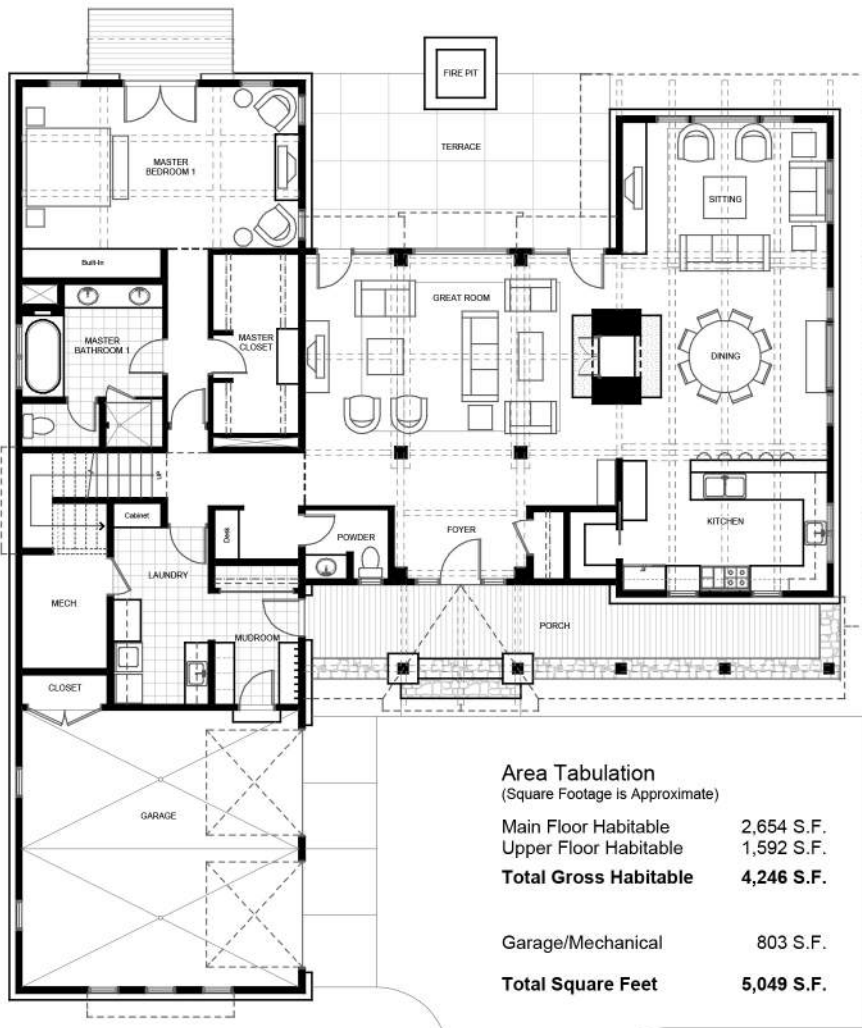 FIRE PIT
TERRACE
MASTER
BEDROOM 1
SITTING
Built-In
GREAT ROOM
MASTER
BATHROOM 1
MASTER
CLOSET
DINING
UP
Cabinet
Desk
POWDER
FOYER
KITCHEN
LAUNDRY
MECH
MUDROOM
PORCH
CLOSET
GARAGE
Area Tabulation
(Square Footage is Approximate)
Main Floor Habitable 2,654 S.F.
Upper Floor Habitable 1,592 S.F.
Total Gross Habitable 4,246 S.F.
Garage/Mechanical 803 S.F.
Total Square Feet 5,049 S.F.